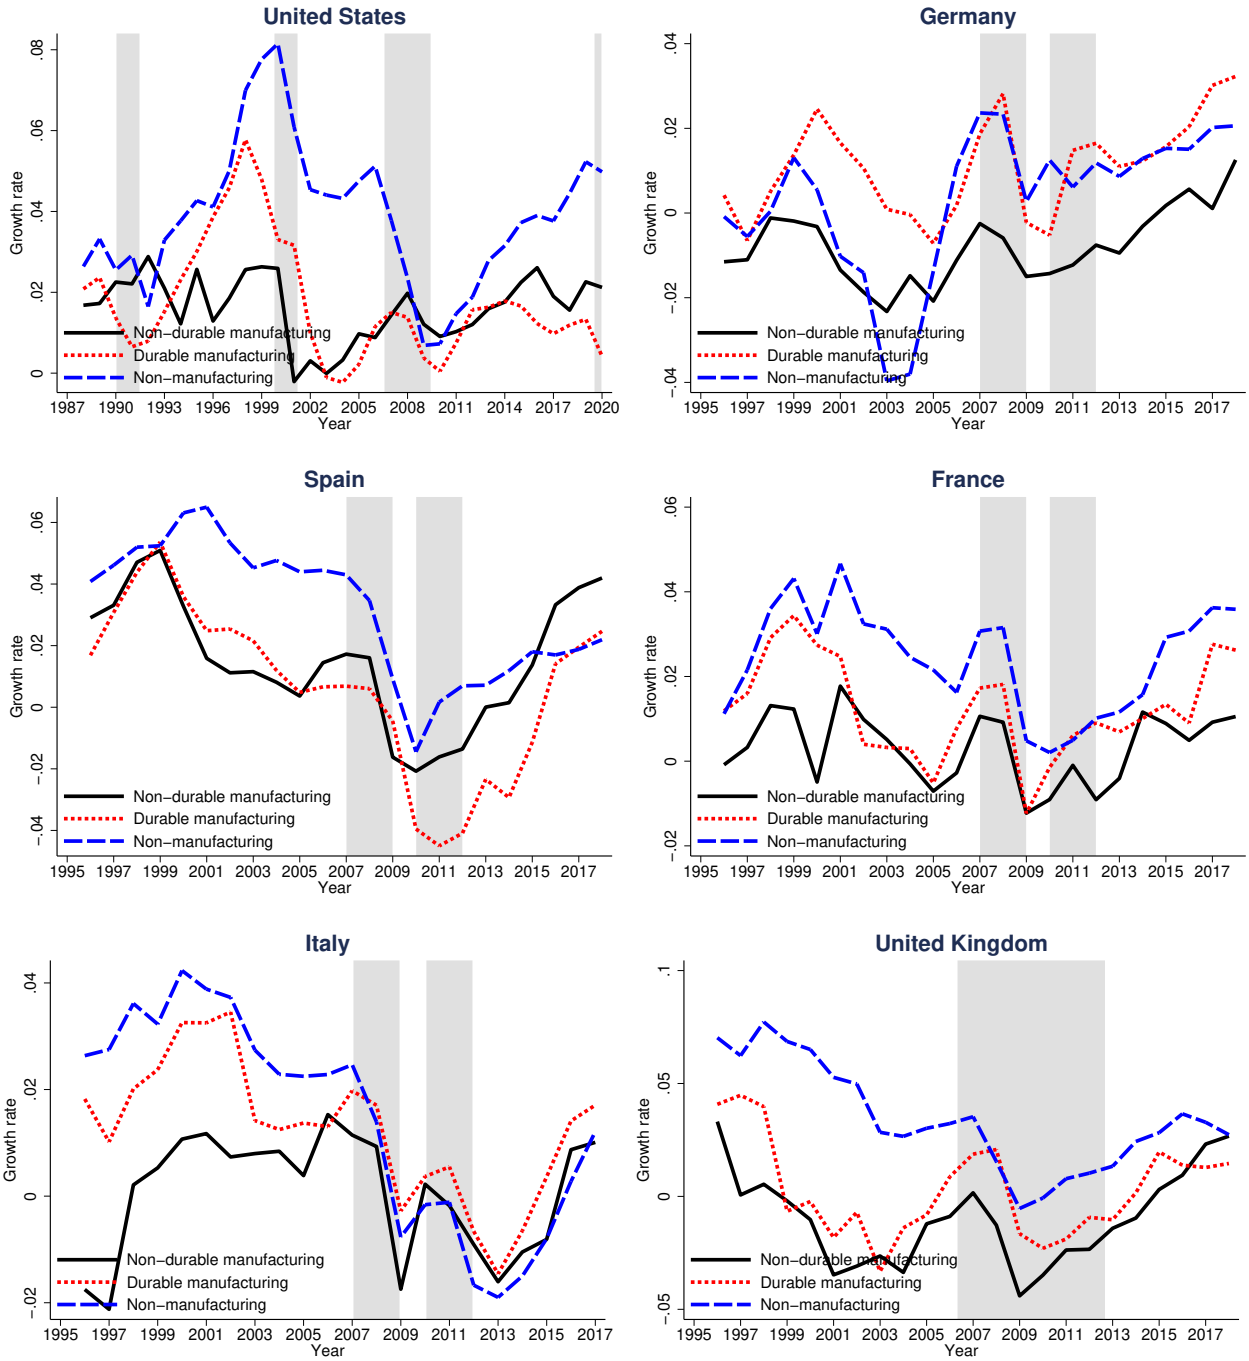 United States
Growth rate
.08
.06
.04
.02
0
Non−durable manufacturing
Durable manufacturing
Non−manufacturing
1987 1990 1993 1996 1999 2002 2005 2008 2011 2014 2017 2020
Year
Germany
Growth rate
.04
.02
0
−.02
−.04
Non−durable manufacturing
Durable manufacturing
Non−manufacturing
1995 1997 1999 2001 2003 2005 2007 2009 2011 2013 2015 2017
Year
Spain
Growth rate
.06
.04
.02
0
−.02
−.04
Non−durable manufacturing
Durable manufacturing
Non−manufacturing
1995 1997 1999 2001 2003 2005 2007 2009 2011 2013 2015 2017
Year
France
Growth rate
.06
.04
.02
0
−.02
Non−durable manufacturing
Durable manufacturing
Non−manufacturing
1995 1997 1999 2001 2003 2005 2007 2009 2011 2013 2015 2017
Year
Italy
Growth rate
.04
.02
0
−.02
Non−durable manufacturing
Durable manufacturing
Non−manufacturing
1995 1997 1999 2001 2003 2005 2007 2009 2011 2013 2015 2017
Year
United Kingdom
Growth rate
.1
.05
0
−.05
Non−durable manufacturing
Durable manufacturing
Non−manufacturing
1995 1997 1999 2001 2003 2005 2007 2009 2011 2013 2015 2017
Year